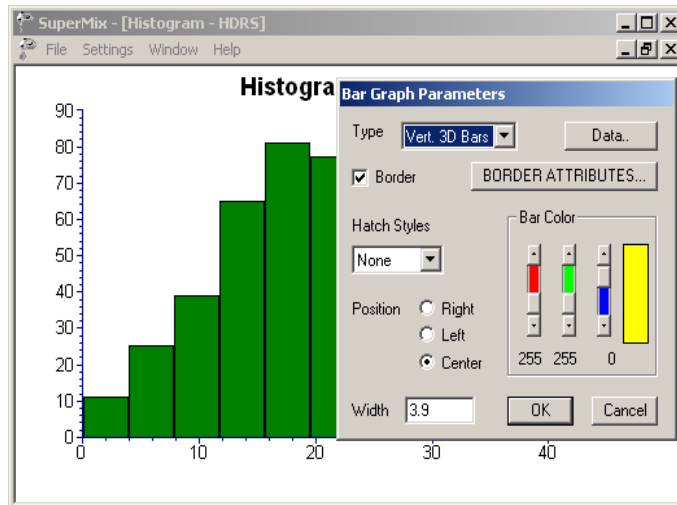 SuperMix - [Histogram - HDRS]
File Settings Window Help
Histogra
90
80
70
60
50
40
30
20
10
0
0 10 20 30 40
Bar Graph Parameters
Type Vert. 3D Bars Data..
Border BORDER ATTRIBUTES...
Hatch Styles
None
Position Right
Left
Center
Bar Color
255 255 0
Width 3.9 OK Cancel